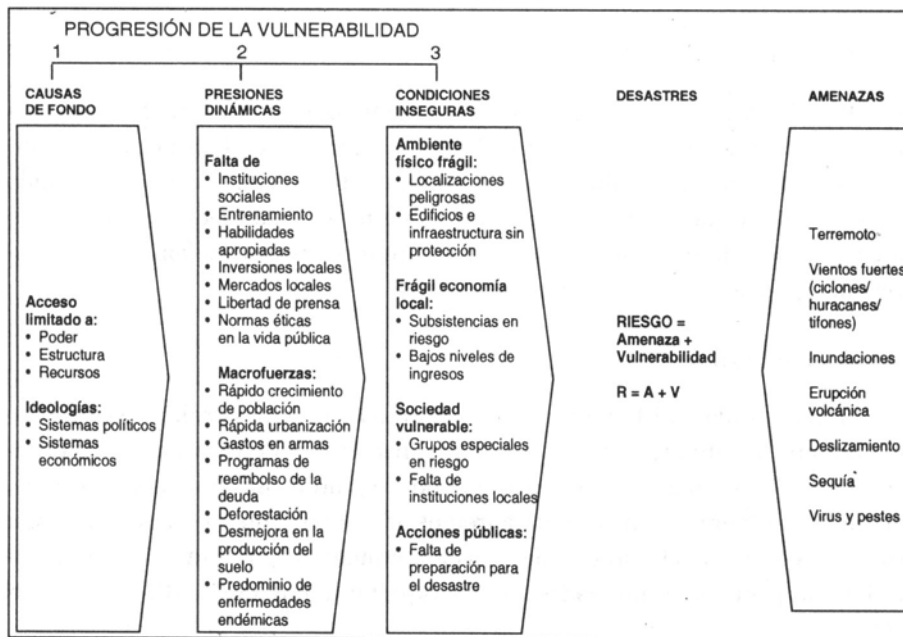 PROGRESIÓN DE LA VULNERABILIDAD
1
2
3
CAUSAS
DE FONDO
Acceso
limitado a:
• Poder
• Estructura
• Recursos
Ideologías:
• Sistemas políticos
• Sistemas
económicos
PRESIONES
DINÁMICAS
Falta de
• Instituciones
sociales
• Entrenamiento
• Habilidades
apropiadas
• Inversiones locales
• Mercados locales
• Libertad de prensa
• Normas éticas
en la vida pública
Macrofuerzas:
• Rápido crecimiento
de población
• Rápida urbanización
• Gastos en armas
• Programas de
reembolso de la
deuda
• Deforestación
• Desmejora en la
producción del
suelo
• Predominio de
enfermedades
endémicas
CONDICIONES
INSEGURAS
Ambiente
físico frágil:
• Localizaciones
peligrosas
• Edificios e
infraestructura sin
protección
Frágil economía
local:
• Subsistencias en
riesgo
• Bajos niveles de
ingresos
Sociedad
vulnerable:
• Grupos especiales
en riesgo
• Falta de
instituciones locales
Acciones públicas:
• Falta de
preparación para
el desastre
DESASTRES
RIESGO =
Amenaza +
Vulnerabilidad
R = A + V
AMENAZAS
Terremoto
Vientos fuertes
(ciclones/
huracanes/
tifones)
Inundaciones
Erupción
volcánica
Deslizamiento
Sequía
Virus y pestes